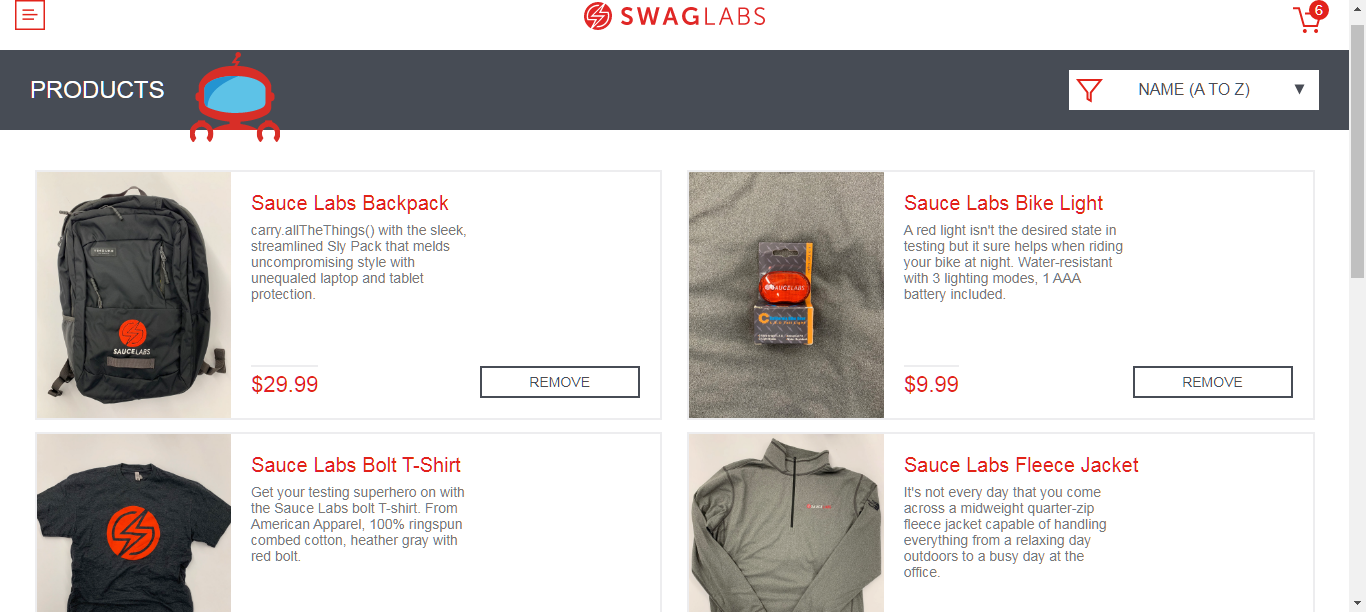 SWAGLABS
6
PRODUCTS
NAME (A TO Z)
Sauce Labs Backpack
carry.allTheThings() with the sleek,
streamlined Sly Pack that melds
uncompromising style with
unequaled laptop and tablet
protection.
$29.99
REMOVE
SAUCELABS
Sauce Labs Bike Light
A red light isn't the desired state in
testing but it sure helps when riding
your bike at night. Water-resistant
with 3 lighting modes, 1 AAA
battery included.
$9.99
REMOVE
SAUCELABS
Sauce Labs Bolt T-Shirt
Get your testing superhero on with
the Sauce Labs bolt T-shirt. From
American Apparel, 100% ringspun
combed cotton, heather gray with
red bolt.
Sauce Labs Fleece Jacket
It's not every day that you come
across a midweight quarter-zip
fleece jacket capable of handling
everything from a relaxing day
outdoors to a busy day at the
office.